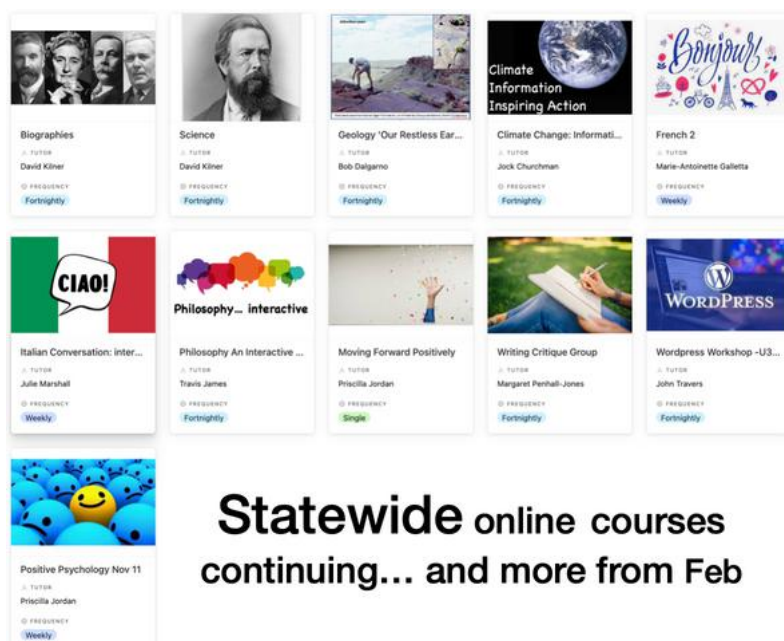 Biographies
TUTOR
David Kilner
FREQUENCY
Fortnightly
Science
TUTOR
David Kilner
FREQUENCY
Fortnightly
Geology 'Our Restless Ear...
TUTOR
Bob Dalgarno
FREQUENCY
Fortnightly
Climate
Information
Inspiring Action
Climate Change: Informati...
TUTOR
Jock Churchman
FREQUENCY
Fortnightly
Bonjour!
French 2
TUTOR
Marie-Antoinette Galletta
FREQUENCY
Weekly
CIAO!
Italian Conversation: inter...
TUTOR
Julie Marshall
FREQUENCY
Weekly
Philosophy... interactive
Philosophy An Interactive ...
TUTOR
Travis James
FREQUENCY
Fortnightly
Moving Forward Positively
TUTOR
Priscilla Jordan
FREQUENCY
Single
Writing Critique Group
TUTOR
Margaret Penhall-Jones
FREQUENCY
Fortnightly
WORDPRESS
Wordpress Workshop -U3...
TUTOR
John Travers
FREQUENCY
Fortnightly
Positive Psychology Nov 11
TUTOR
Priscilla Jordan
FREQUENCY
Weekly
Statewide online courses
continuing... and more from Feb